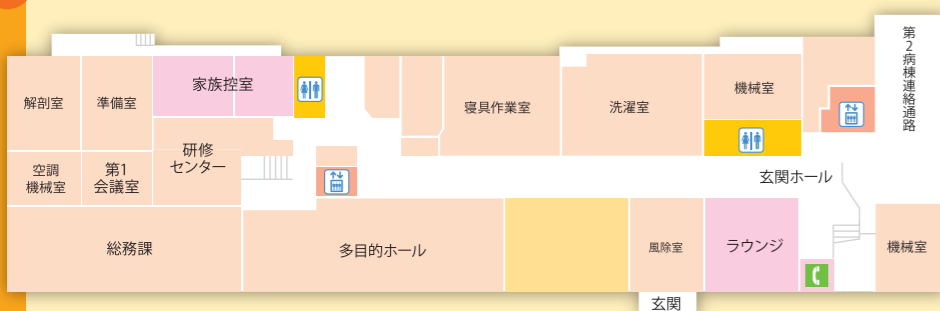 第2病棟連絡通路
家族控室
解剖室
準備室
寝具作業室
洗濯室
機械室
研修
センター
空調
機械室
第1
会議室
玄関ホール
総務課
多目的ホール
風除室
ラウンジ
機械室
玄関